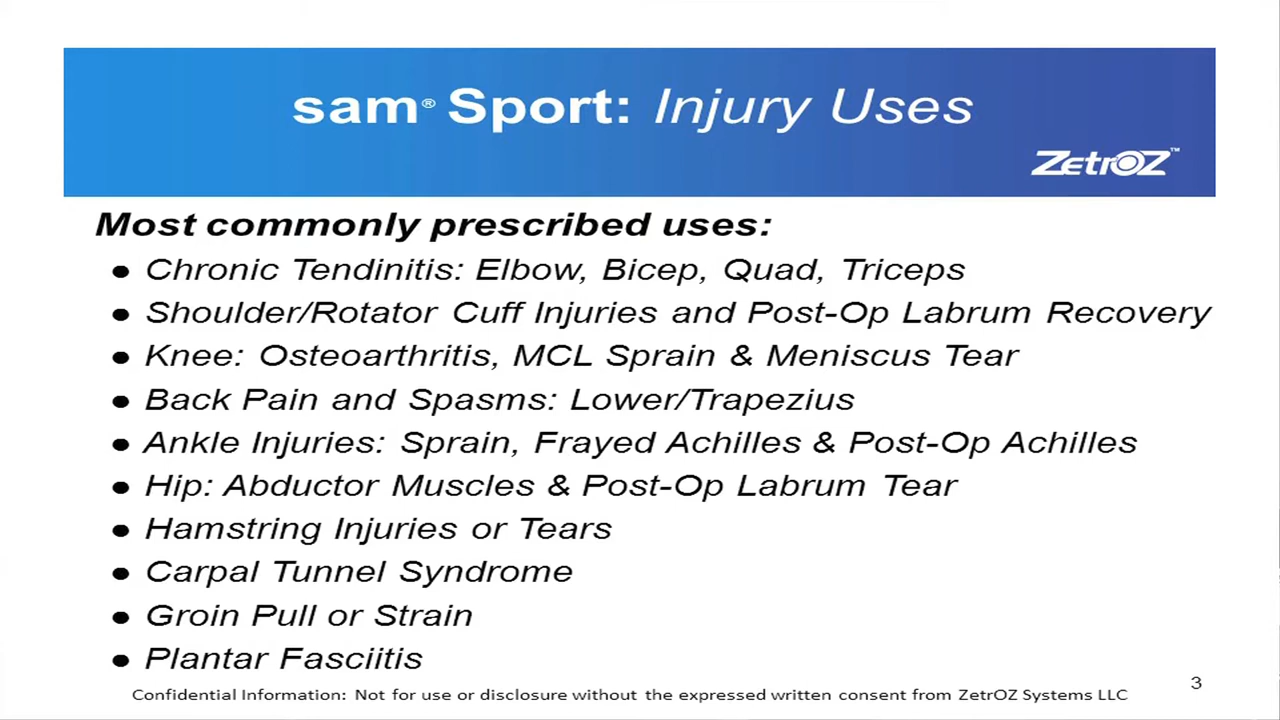 sam® Sport: Injury Uses
ZetrOZ™
Most commonly prescribed uses:
● Chronic Tendinitis: Elbow, Bicep, Quad, Triceps
● Shoulder/Rotator Cuff Injuries and Post-Op Labrum Recovery
● Knee: Osteoarthritis, MCL Sprain & Meniscus Tear
● Back Pain and Spasms: Lower/Trapezius
● Ankle Injuries: Sprain, Frayed Achilles & Post-Op Achilles
● Hip: Abductor Muscles & Post-Op Labrum Tear
● Hamstring Injuries or Tears
● Carpal Tunnel Syndrome
● Groin Pull or Strain
● Plantar Fasciitis
Confidential Information: Not for use or disclosure without the expressed written consent from ZetrOZ Systems LLC
3